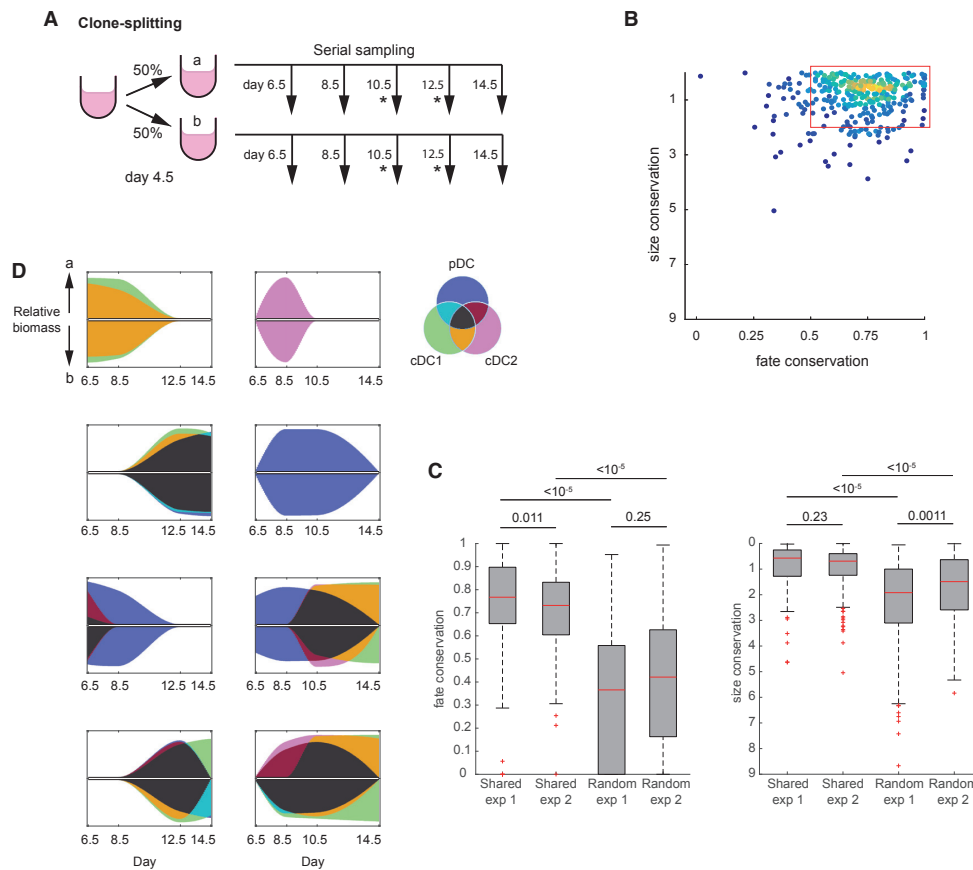 A Clone-splitting
50% a Serial sampling
day 6.5 8.5 10.5 12.5 14.5
* *
50% b
day 6.5 8.5 10.5 12.5 14.5
* *
day 4.5
B
size conservation
1
3
5
7
9
0 0.25 0.5 0.75 1
fate conservation
D
a
Relative
biomass
b
6.5 8.5 12.5 14.5
6.5 8.5 10.5 14.5
pDC
cDC1 cDC2
6.5 8.5 12.5 14.5
6.5 8.5 10.5 14.5
6.5 8.5 12.5 14.5
6.5 8.5 10.5 14.5
6.5 8.5 12.5 14.5
6.5 8.5 10.5 14.5
Day Day
C
<10-5
<10-5
0.011 0.25
fate conservation
1
0.9
0.8
0.7
0.6
0.5
0.4
0.3
0.2
0.1
0
Shared Shared Random Random
exp 1 exp 2 exp 1 exp 2
<10-5
<10-5
0.23 0.0011
size conservation
0
1
2
3
4
5
6
7
8
9
Shared Shared Random Random
exp 1 exp 2 exp 1 exp 2